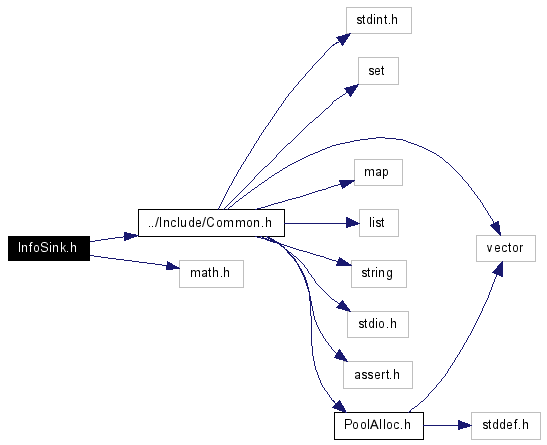 stdint.h
set
map
../Include/Common.h
list
vector
InfoSink.h
math.h
string
stdio.h
assert.h
PoolAlloc.h
stddef.h